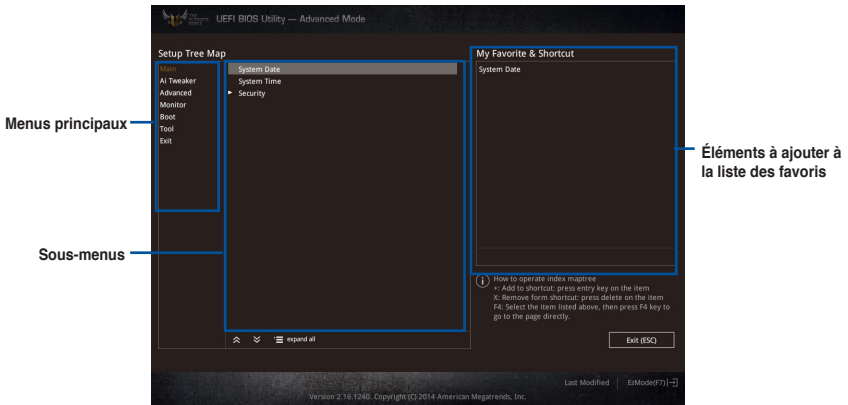 THE ULTIMATE FORCE
UEFI BIOS Utility — Advanced Mode
Setup Tree Map
My Favorite & Shortcut
Main
Ai Tweaker
Advanced
Monitor
Boot
Tool
Exit
System Date
System Time
Security
System Date
Menus principaux
Éléments à ajouter à
la liste des favoris
Sous-menus
How to operate index maptree
+: Add to shortcut: press entry key on the item
X: Remove form shortcut: press delete on the item
F4: Select the item listed above, then press F4 key to
go to the page directly.
expand all
Exit (ESC)
Last Modified
EzMode(F7)
Version 2.16.1240. Copyright (C) 2014 American Megatrends, Inc.